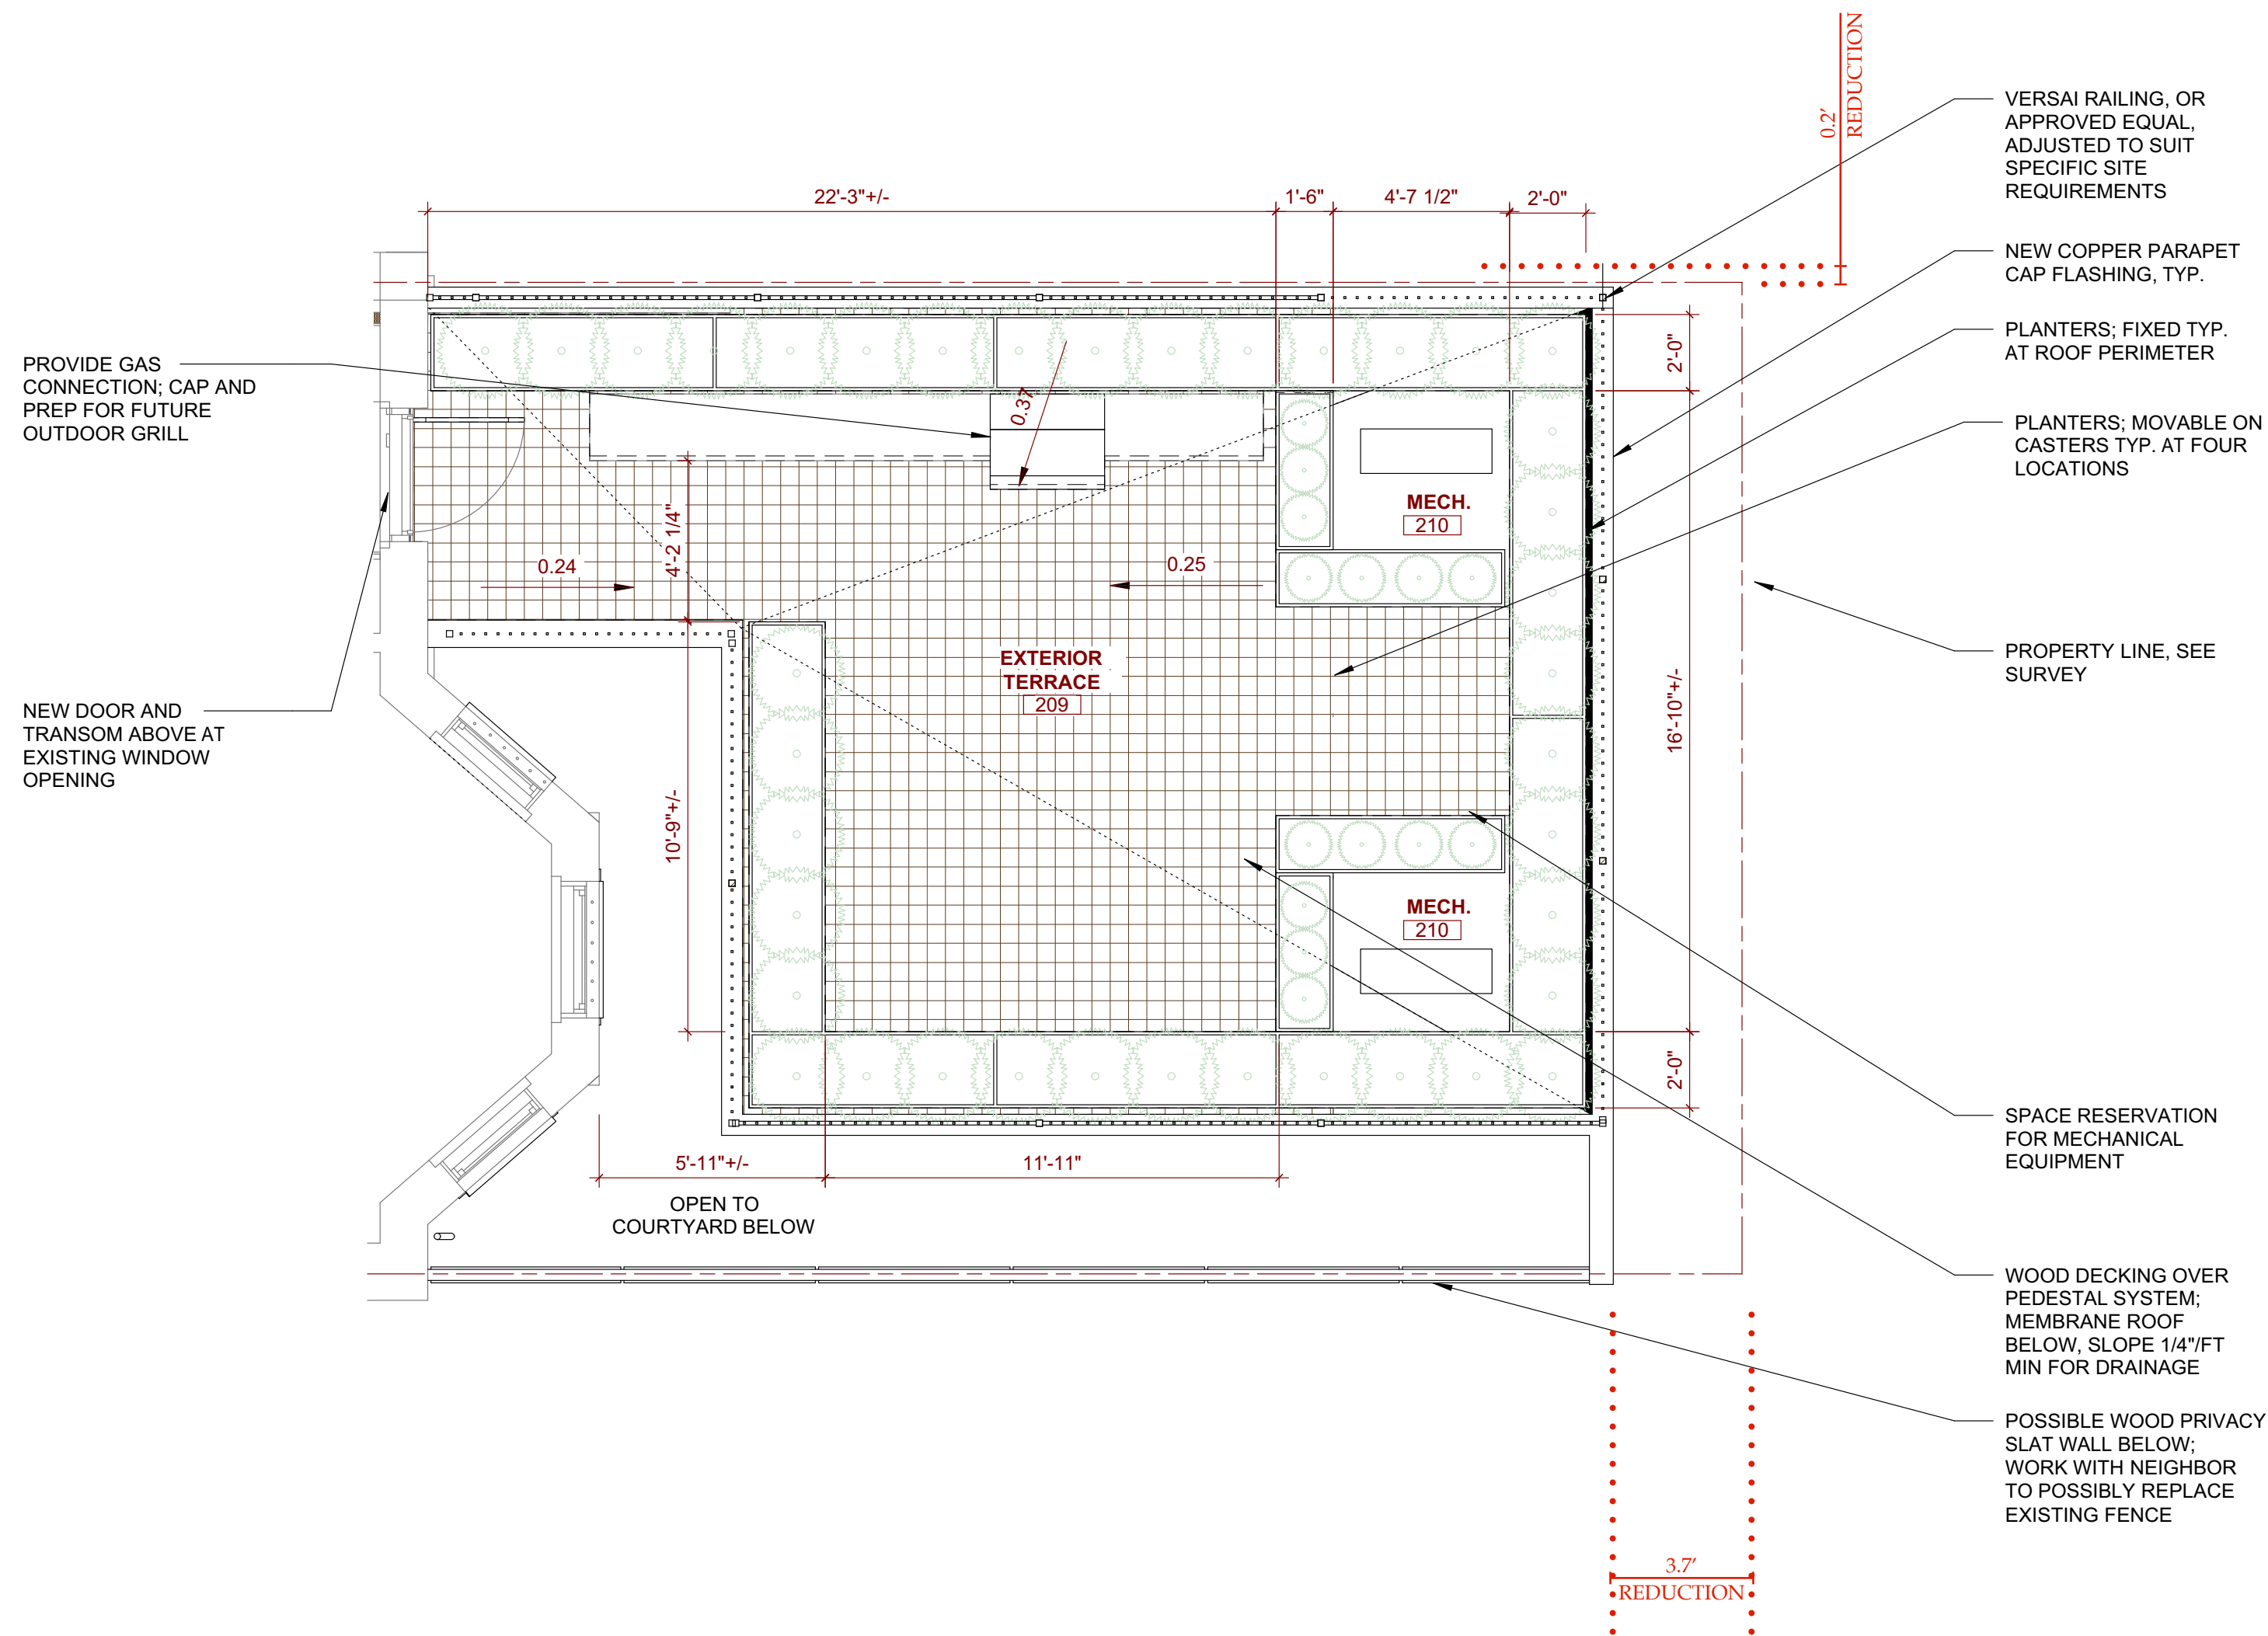 0.2'
REDUCTION
VERSAI RAILING, OR
APPROVED EQUAL,
ADJUSTED TO SUIT
SPECIFIC SITE
REQUIREMENTS
22'-3"+/-
1'-6"
4'-7 1/2"
2'-0"
NEW COPPER PARAPET
CAP FLASHING, TYP.
PLANTERS; FIXED TYP.
AT ROOF PERIMETER
2'-0"
PROVIDE GAS
CONNECTION; CAP AND
PREP FOR FUTURE
OUTDOOR GRILL
0.37
PLANTERS; MOVABLE ON
CASTERS TYP. AT FOUR
LOCATIONS
MECH.
210
4'-2 1/4"
0.24
0.25
EXTERIOR
TERRACE
209
16'-10"+/-
PROPERTY LINE, SEE
SURVEY
NEW DOOR AND
TRANSOM ABOVE AT
EXISTING WINDOW
OPENING
10'-9"+/-
MECH.
210
2'-0"
SPACE RESERVATION
FOR MECHANICAL
EQUIPMENT
5'-11"+/-
11'-11"
OPEN TO
COURTYARD BELOW
WOOD DECKING OVER
PEDESTAL SYSTEM;
MEMBRANE ROOF
BELOW, SLOPE 1/4"/FT
MIN FOR DRAINAGE
POSSIBLE WOOD PRIVACY
SLAT WALL BELOW;
WORK WITH NEIGHBOR
TO POSSIBLY REPLACE
EXISTING FENCE
3.7'
REDUCTION